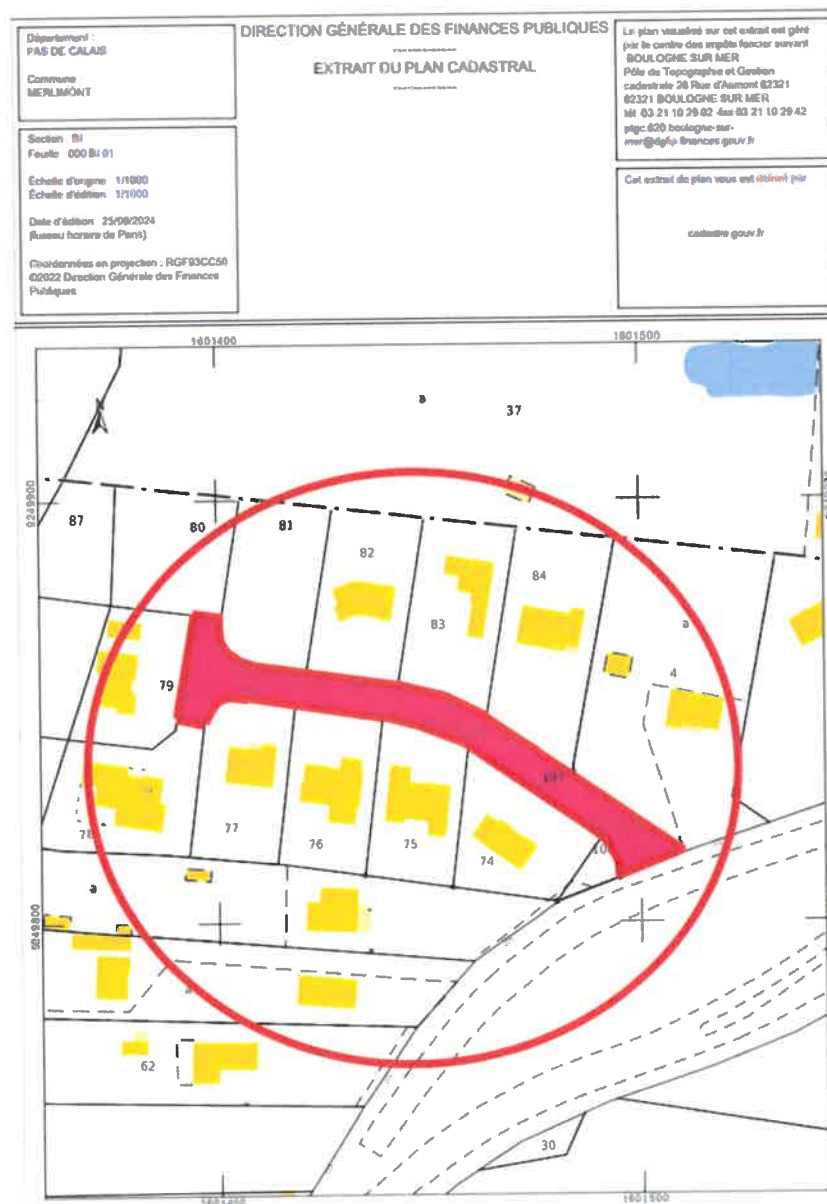 Département :
PAS DE CALAIS
Commune
MERLIMONT
Section : BI
Feuille 000 BI 01
Échelle d'origine 1/1000
Échelle d'édition 1/1000
Date d'édition 25/09/2024
(fuseau horaire de Paris)
Coordonnées en projection : RGF93CC50
©2022 Direction Générale des Finances
Publiques
DIRECTION GÉNÉRALE DES FINANCES PUBLIQUES
EXTRAIT DU PLAN CADASTRAL
Le plan visualisé sur cet extrait est géré
par le centre des impôts foncier suivant
BOULOGNE SUR MER
Pôle de Topographie et Gestion
cadastrale 26 Rue d'Aumont 62321
62321 BOULOGNE SUR MER
tél 03 21 10 29 02 -fax 03 21 10 29 42
ptgc.620.boulogne-sur-
mer@dgfip.finances.gouv.fr
Cet extrait de plan vous est délivré par
cadastre.gouv.fr
1601400
1601500
a
37
9249900
87
80
81
82
83
84
a
4
79
78
77
76
75
74
a
9249800
a
62
30
1601400
1601500